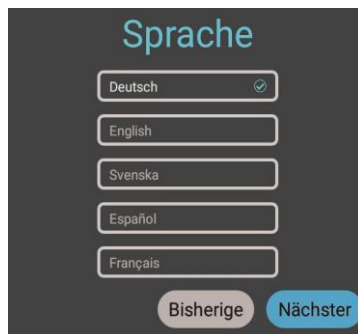 Sprache
Deutsch
English
Svenska
Español
Français
Bisherige Nächster